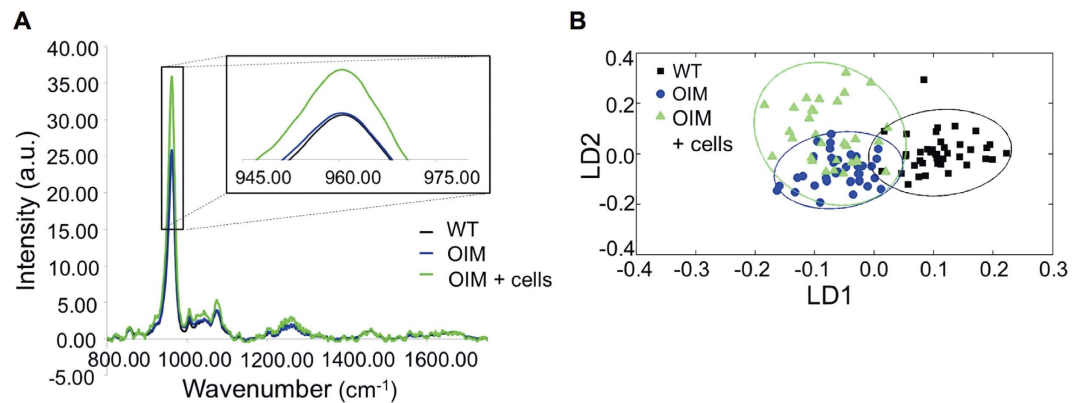 A
40.00
35.00
30.00
25.00
20.00
15.00
10.00
5.00
0.00
-5.00
Intensity (a.u.)
945.00 960.00 975.00
WT
OIM
OIM + cells
800.00 1000.00 1200.00 1400.00 1600.00
Wavenumber (cm-1)
B
0.4
0.2
0.0
-0.2
-0.4
LD2
WT
OIM
OIM
+ cells
-0.4 -0.3 -0.2 -0.1 0.0 0.1 0.2 0.3
LD1